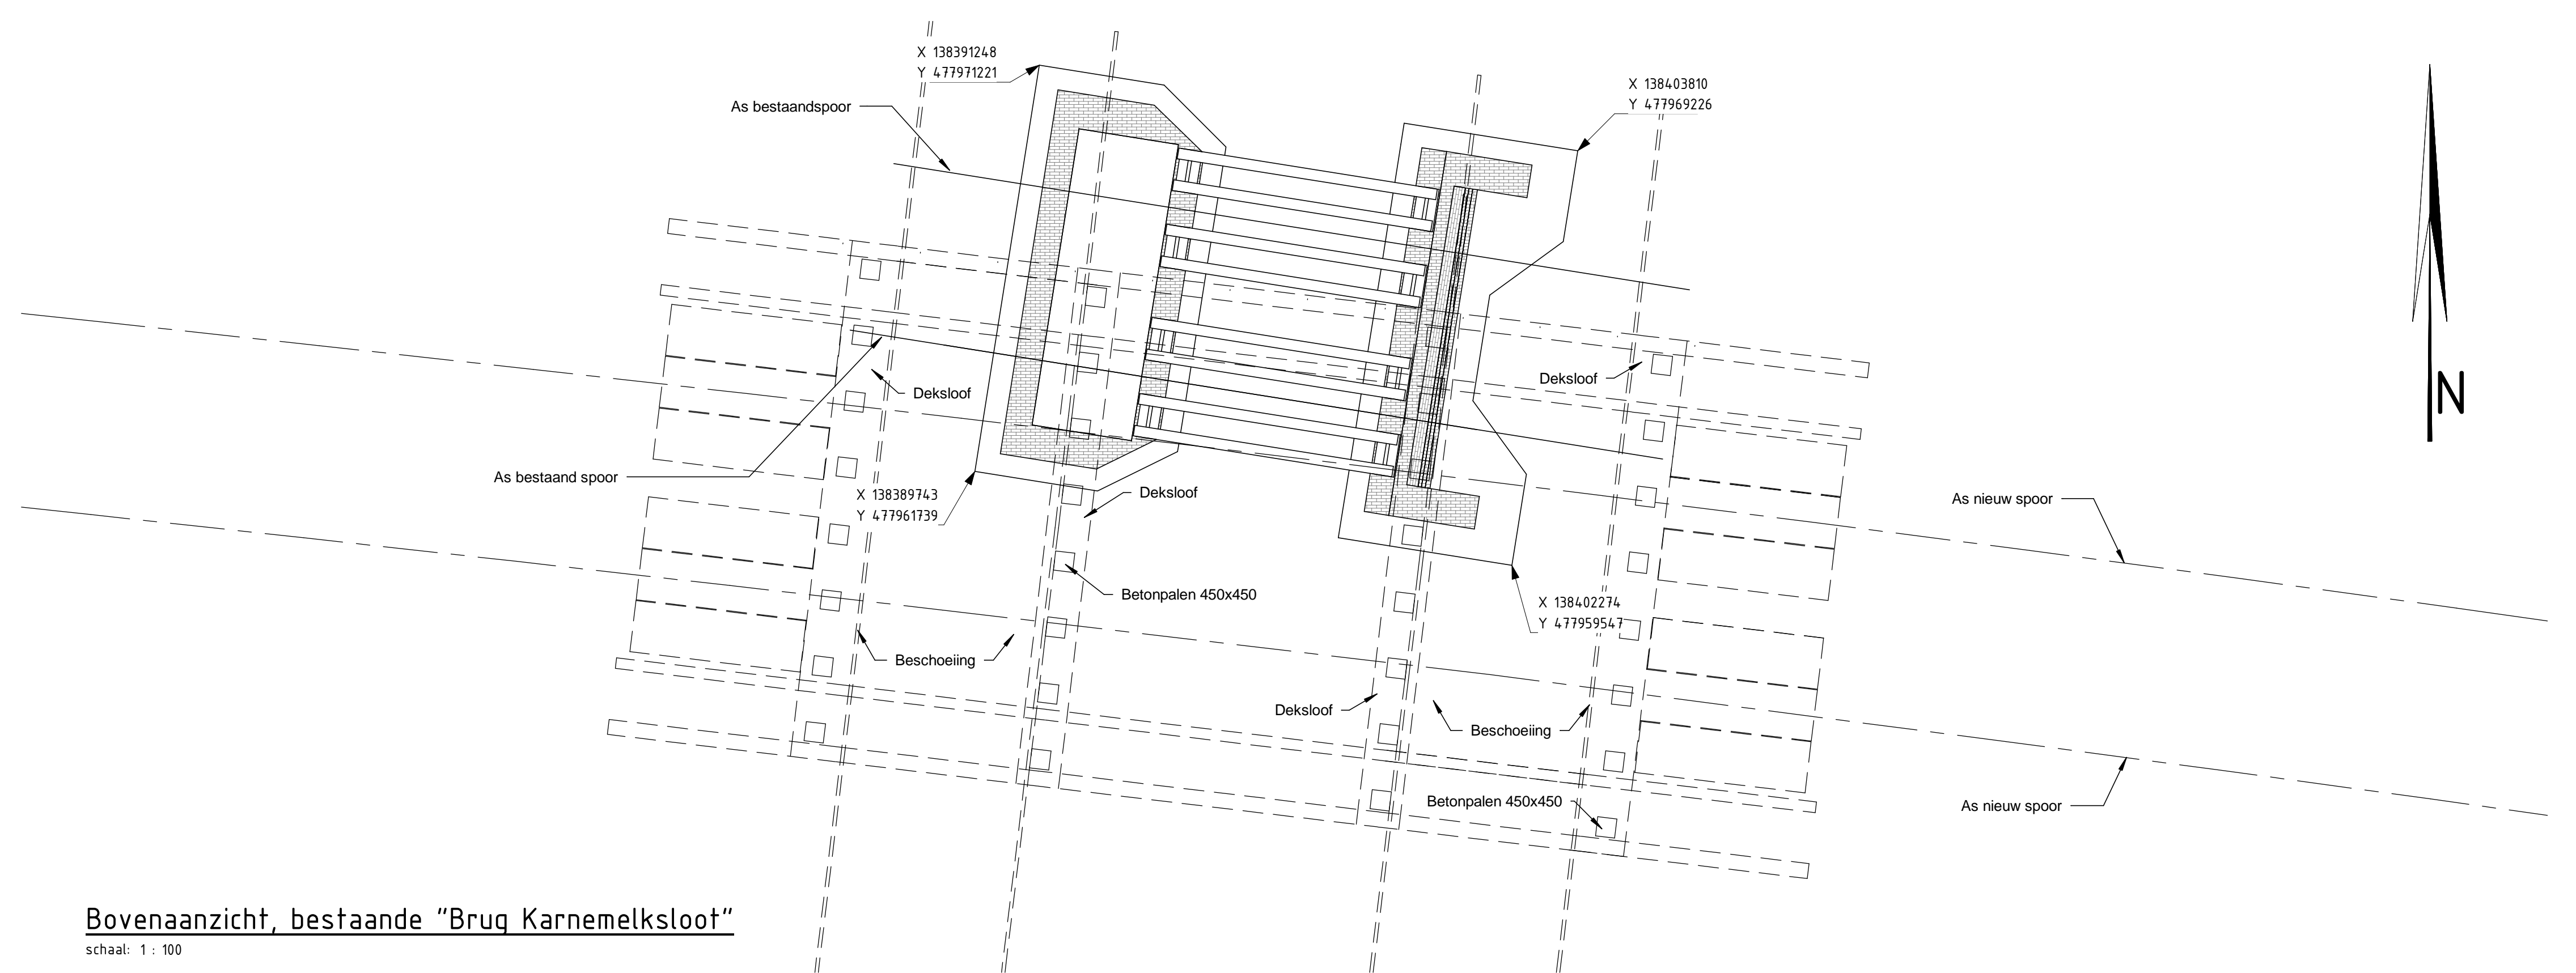 X 138391248
Y 477971221
X 138403810
Y 477969226
As bestaandspoor
Deksloof
Deksloof
N
As bestaand spoor
X 138389743
Y 477961739
Deksloof
As nieuw spoor
Betonpalen 450x450
X 138402274
Y 477959547
Beschoeiing
Deksloof
Beschoeiing
Betonpalen 450x450
As nieuw spoor
Bovenaanzicht, bestaande "Brug Karnemelksloot"
schaal: 1 : 100